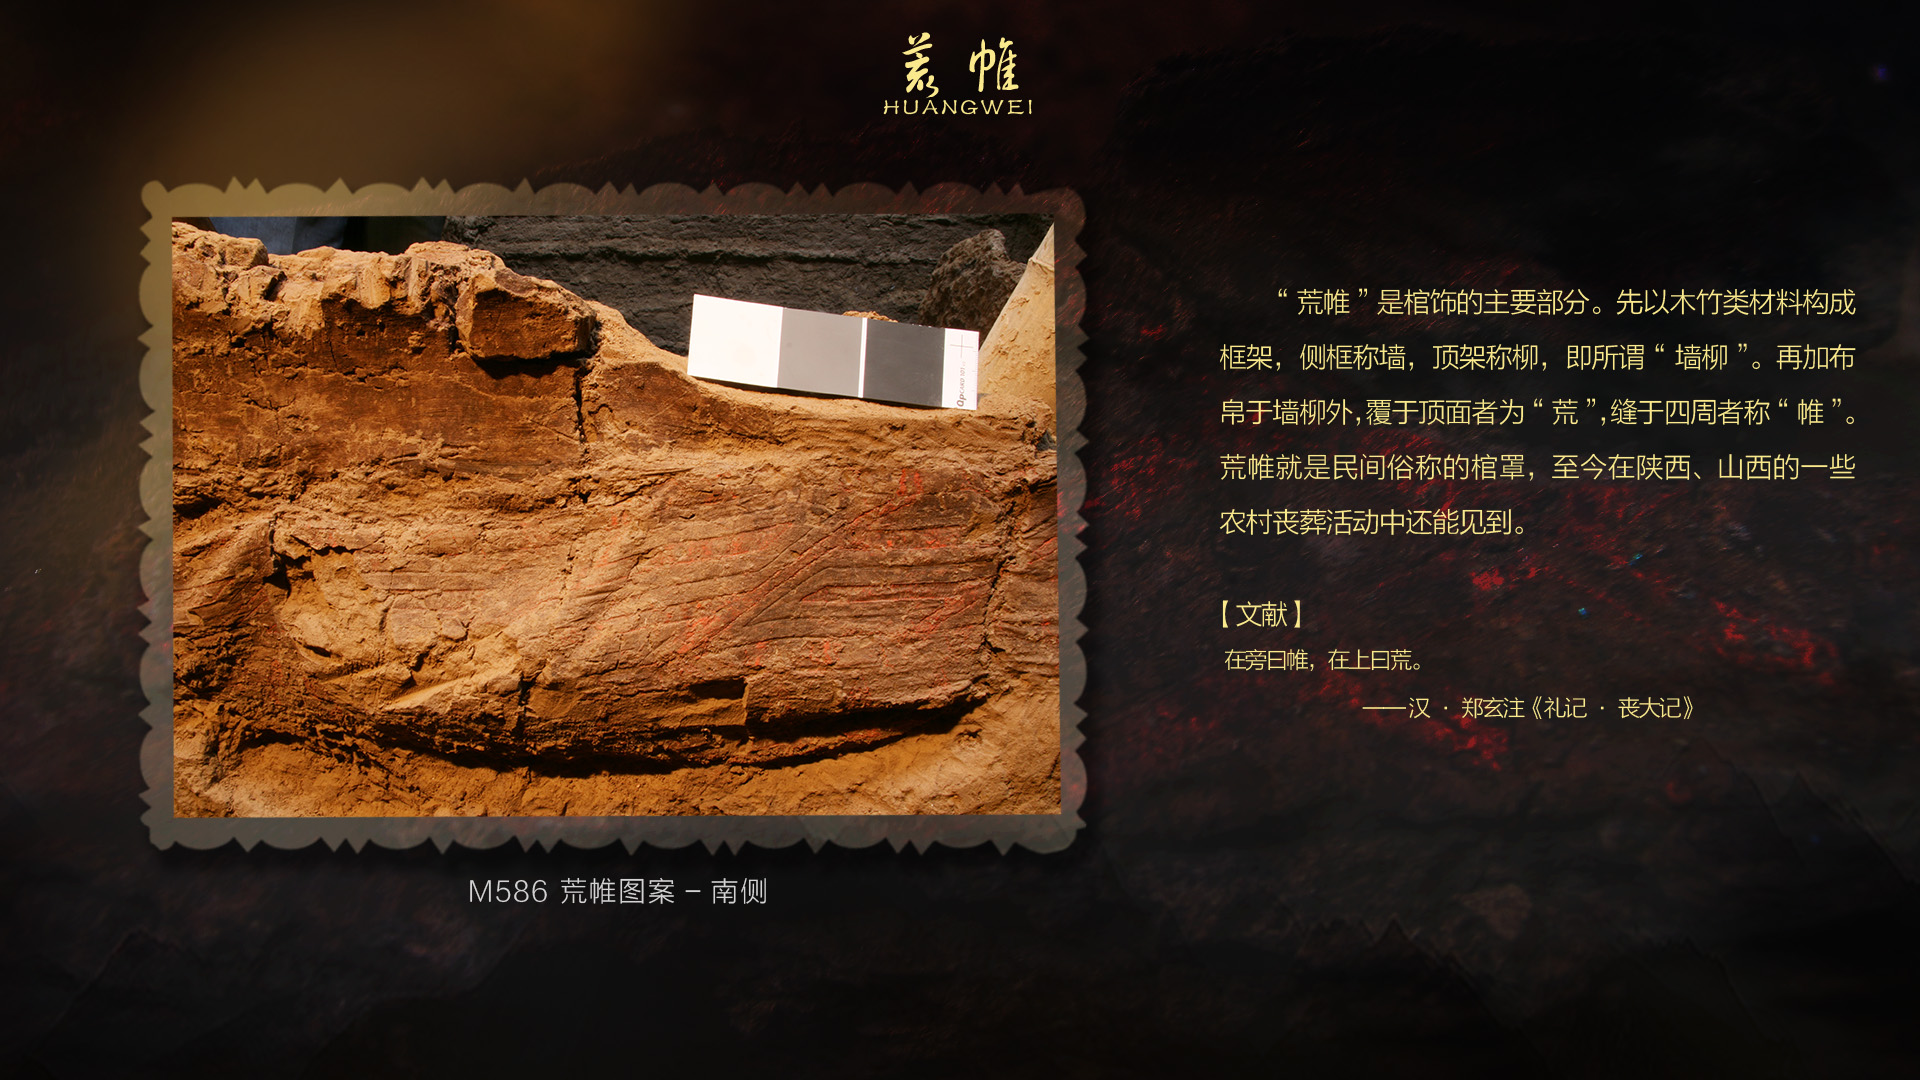 荒帷
HUANGWEI
“荒帷”是棺饰的主要部分。先以木竹类材料构成
框架，侧框称墙，顶架称柳，即所谓“墙柳”。再加布
帛于墙柳外，覆于顶面者为“荒”，缝于四周者称“帷”。
荒帷就是民间俗称的棺罩，至今在陕西、山西的一些
农村丧葬活动中还能见到。
【文献】
在旁曰帷，在上曰荒。
——汉 · 郑玄注《礼记 · 丧大记》
M586 荒帷图案 – 南侧